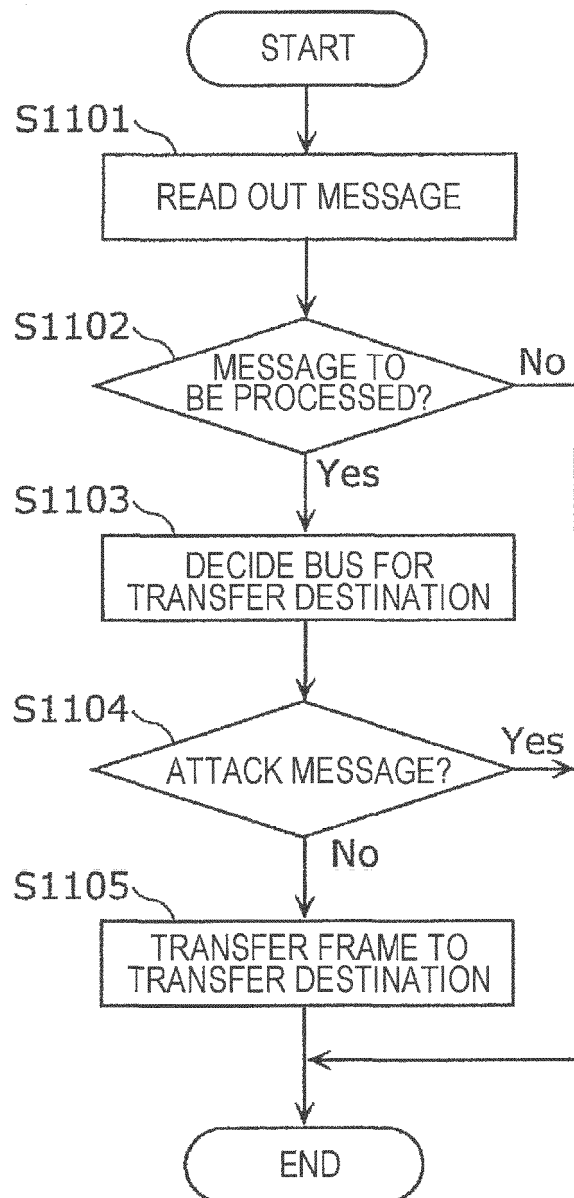 START
S1101
READ OUT MESSAGE
S1102
MESSAGE TO
BE PROCESSED?
No
Yes
S1103
DECIDE BUS FOR
TRANSFER DESTINATION
S1104
ATTACK MESSAGE?
Yes
No
S1105
TRANSFER FRAME TO
TRANSFER DESTINATION
END